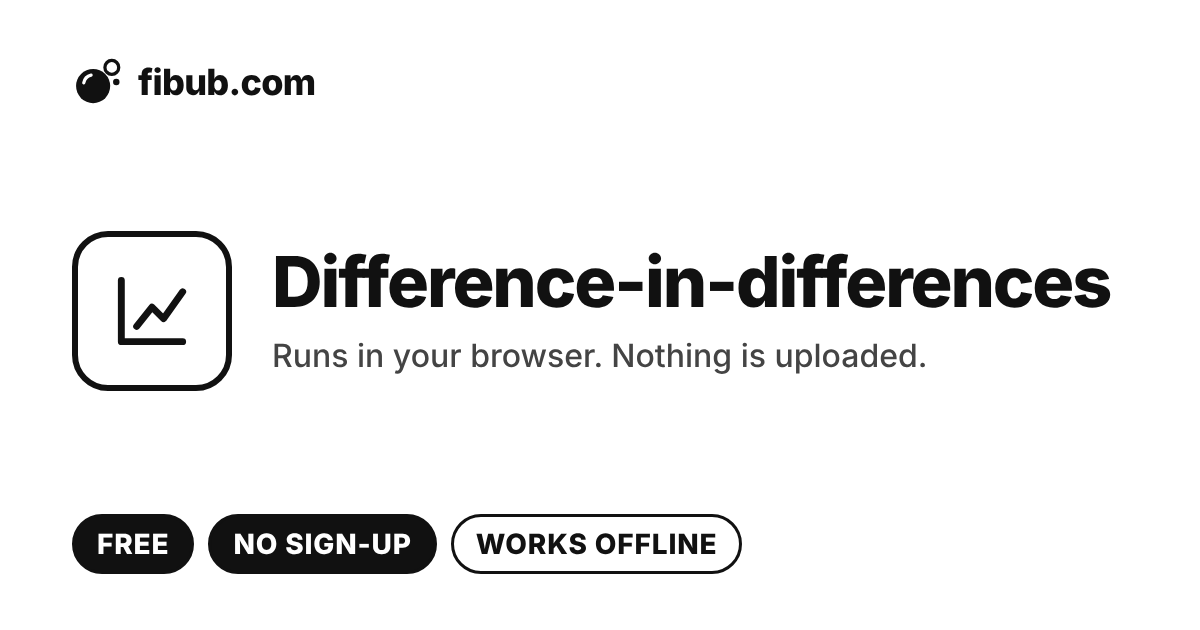 fibub.com
Difference-in-differences
Runs in your browser. Nothing is uploaded.
FREE NO SIGN-UP WORKS OFFLINE